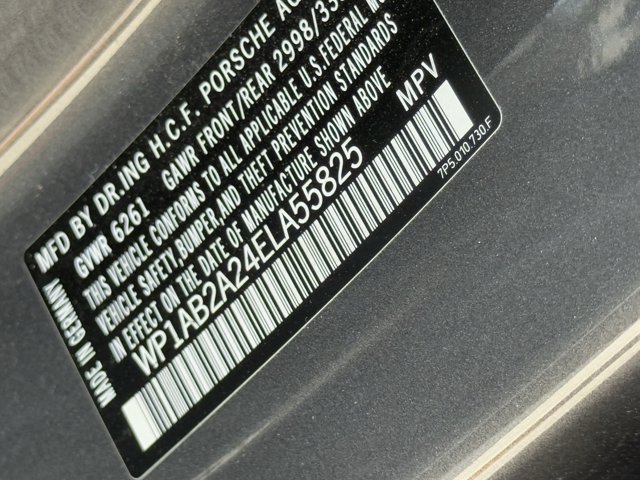 MFD BY DR.ING H.C.F. PORSCHE AG
GVWR 6261 GAWR FRONT/REAR 2998/33
THIS VEHICLE CONFORMS TO ALL APPLICABLE U.S.FEDERAL
VEHICLE SAFETY,BUMPER,AND THEFT PREVENTION STANDARDS
IN EFFECT ON THE DATE OF MANUFACTURE SHOWN ABOVE
WP1AB2A24ELA55825 MPV
MADE IN GERMANY
7P5.010.730.F